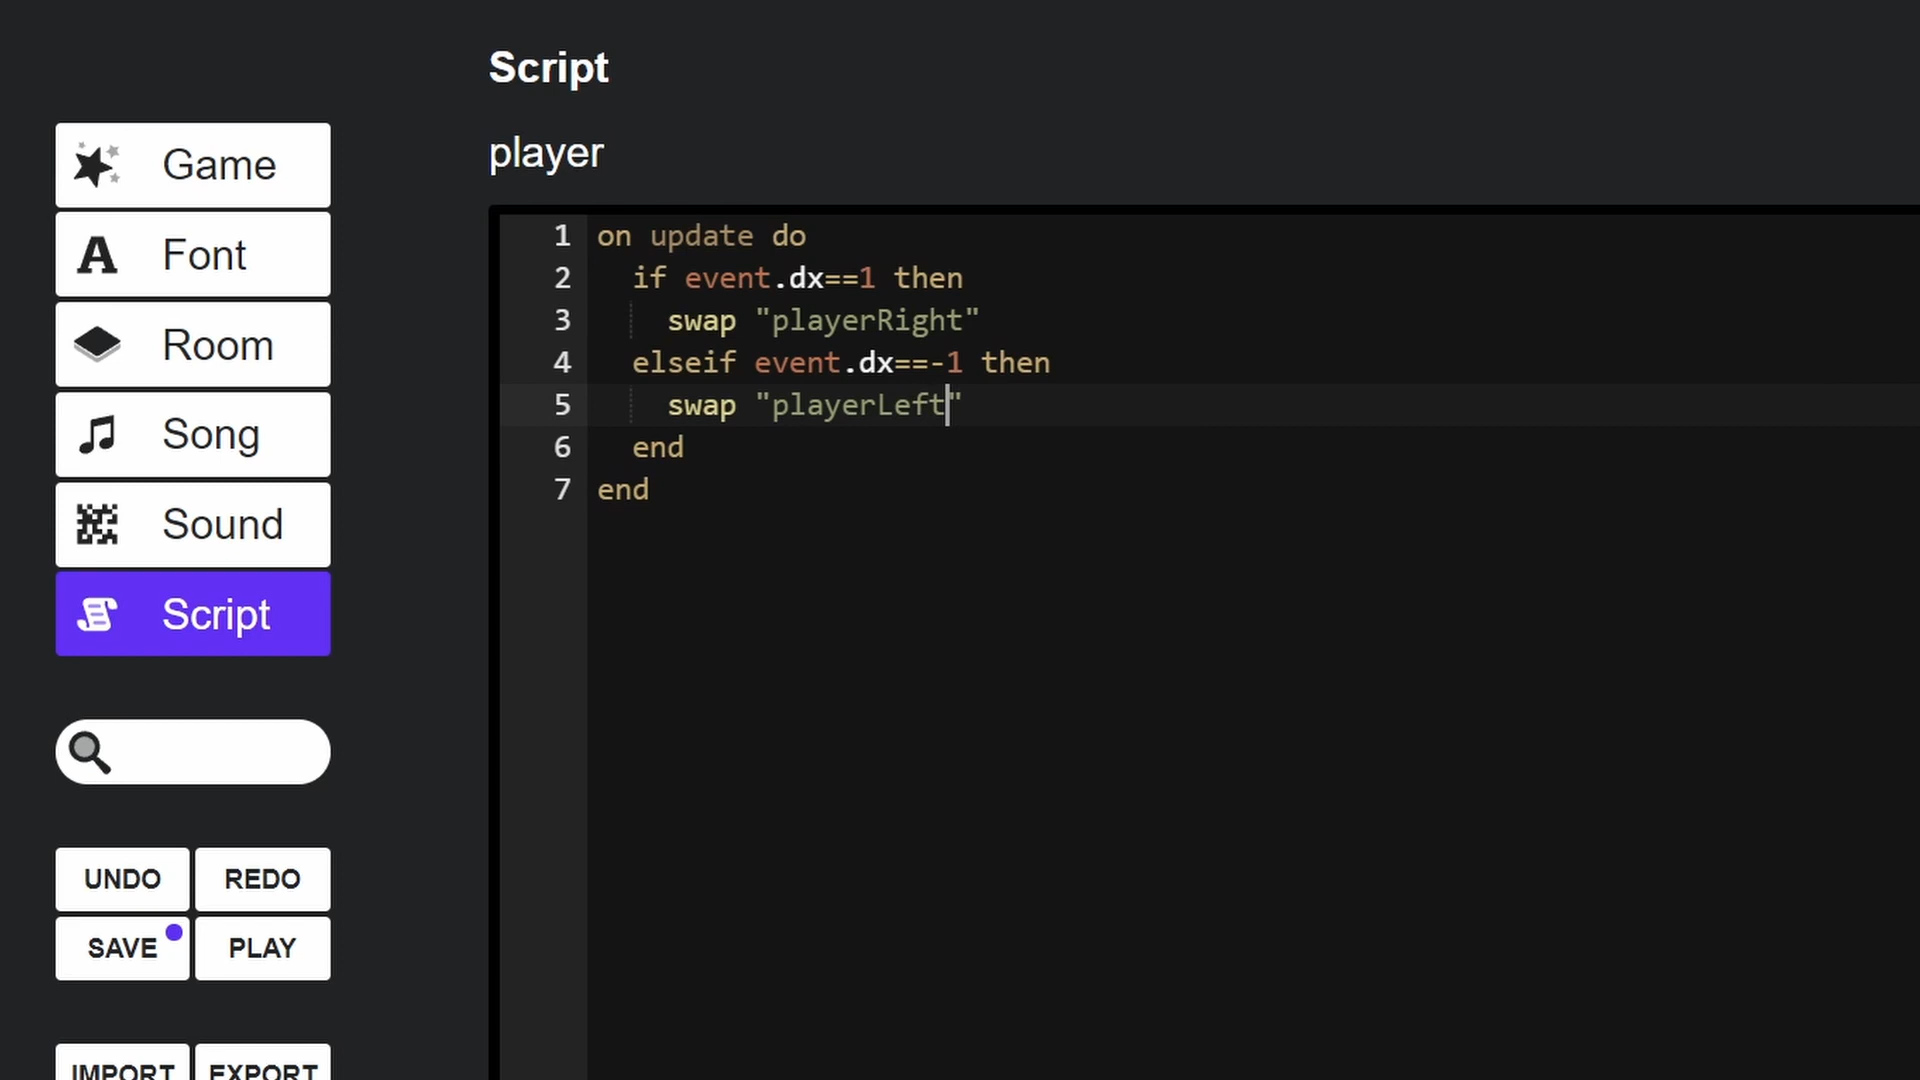 Script
player
Game
Font
Room
Song
Sound
Script
UNDO REDO
SAVE PLAY
IMPORT EXPORT
1 on update do
2 if event.dx==1 then
3 swap "playerRight"
4 elseif event.dx==-1 then
5 swap "playerLeft"
6 end
7 end